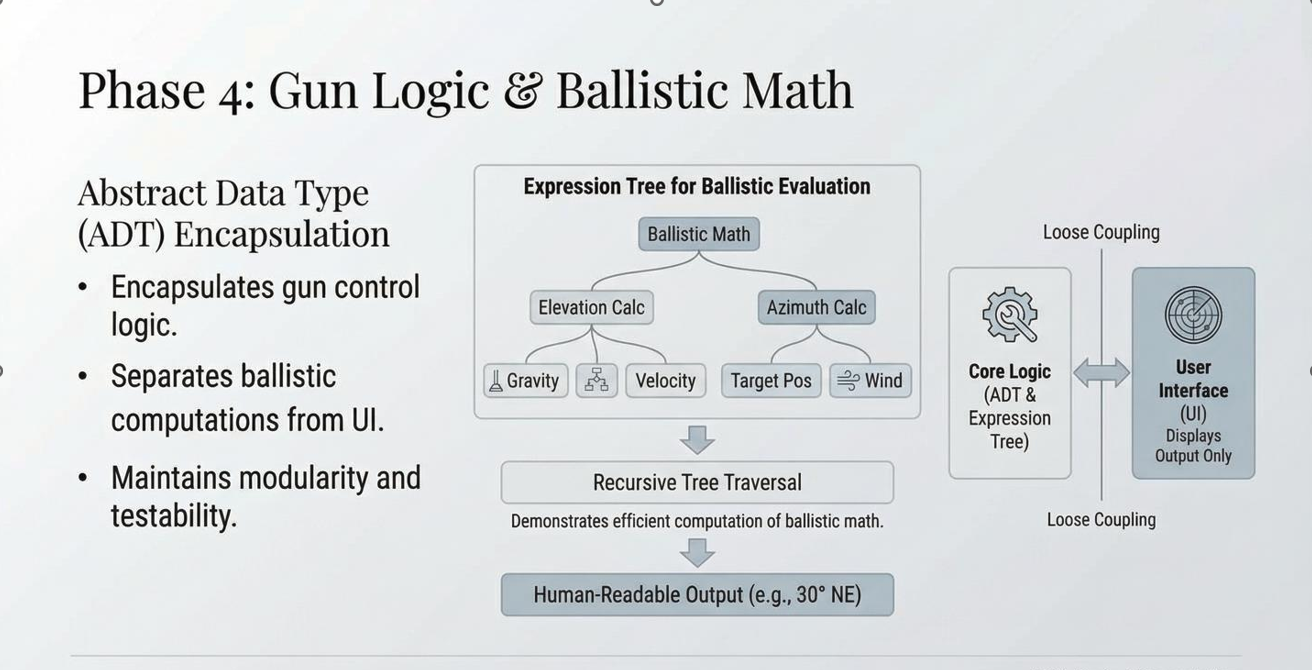 Phase 4: Gun Logic & Ballistic Math
Abstract Data Type
(ADT) Encapsulation
• Encapsulates gun control
logic.
• Separates ballistic
computations from UI.
• Maintains modularity and
testability.
Expression Tree for Ballistic Evaluation
Ballistic Math
Elevation Calc
Azimuth Calc
Gravity
Velocity
Target Pos
Wind
Recursive Tree Traversal
Demonstrates efficient computation of ballistic math.
Human-Readable Output (e.g., 30° NE)
Loose Coupling
Core Logic
(ADT &
Expression
Tree)
User
Interface
(UI)
Displays
Output Only
Loose Coupling